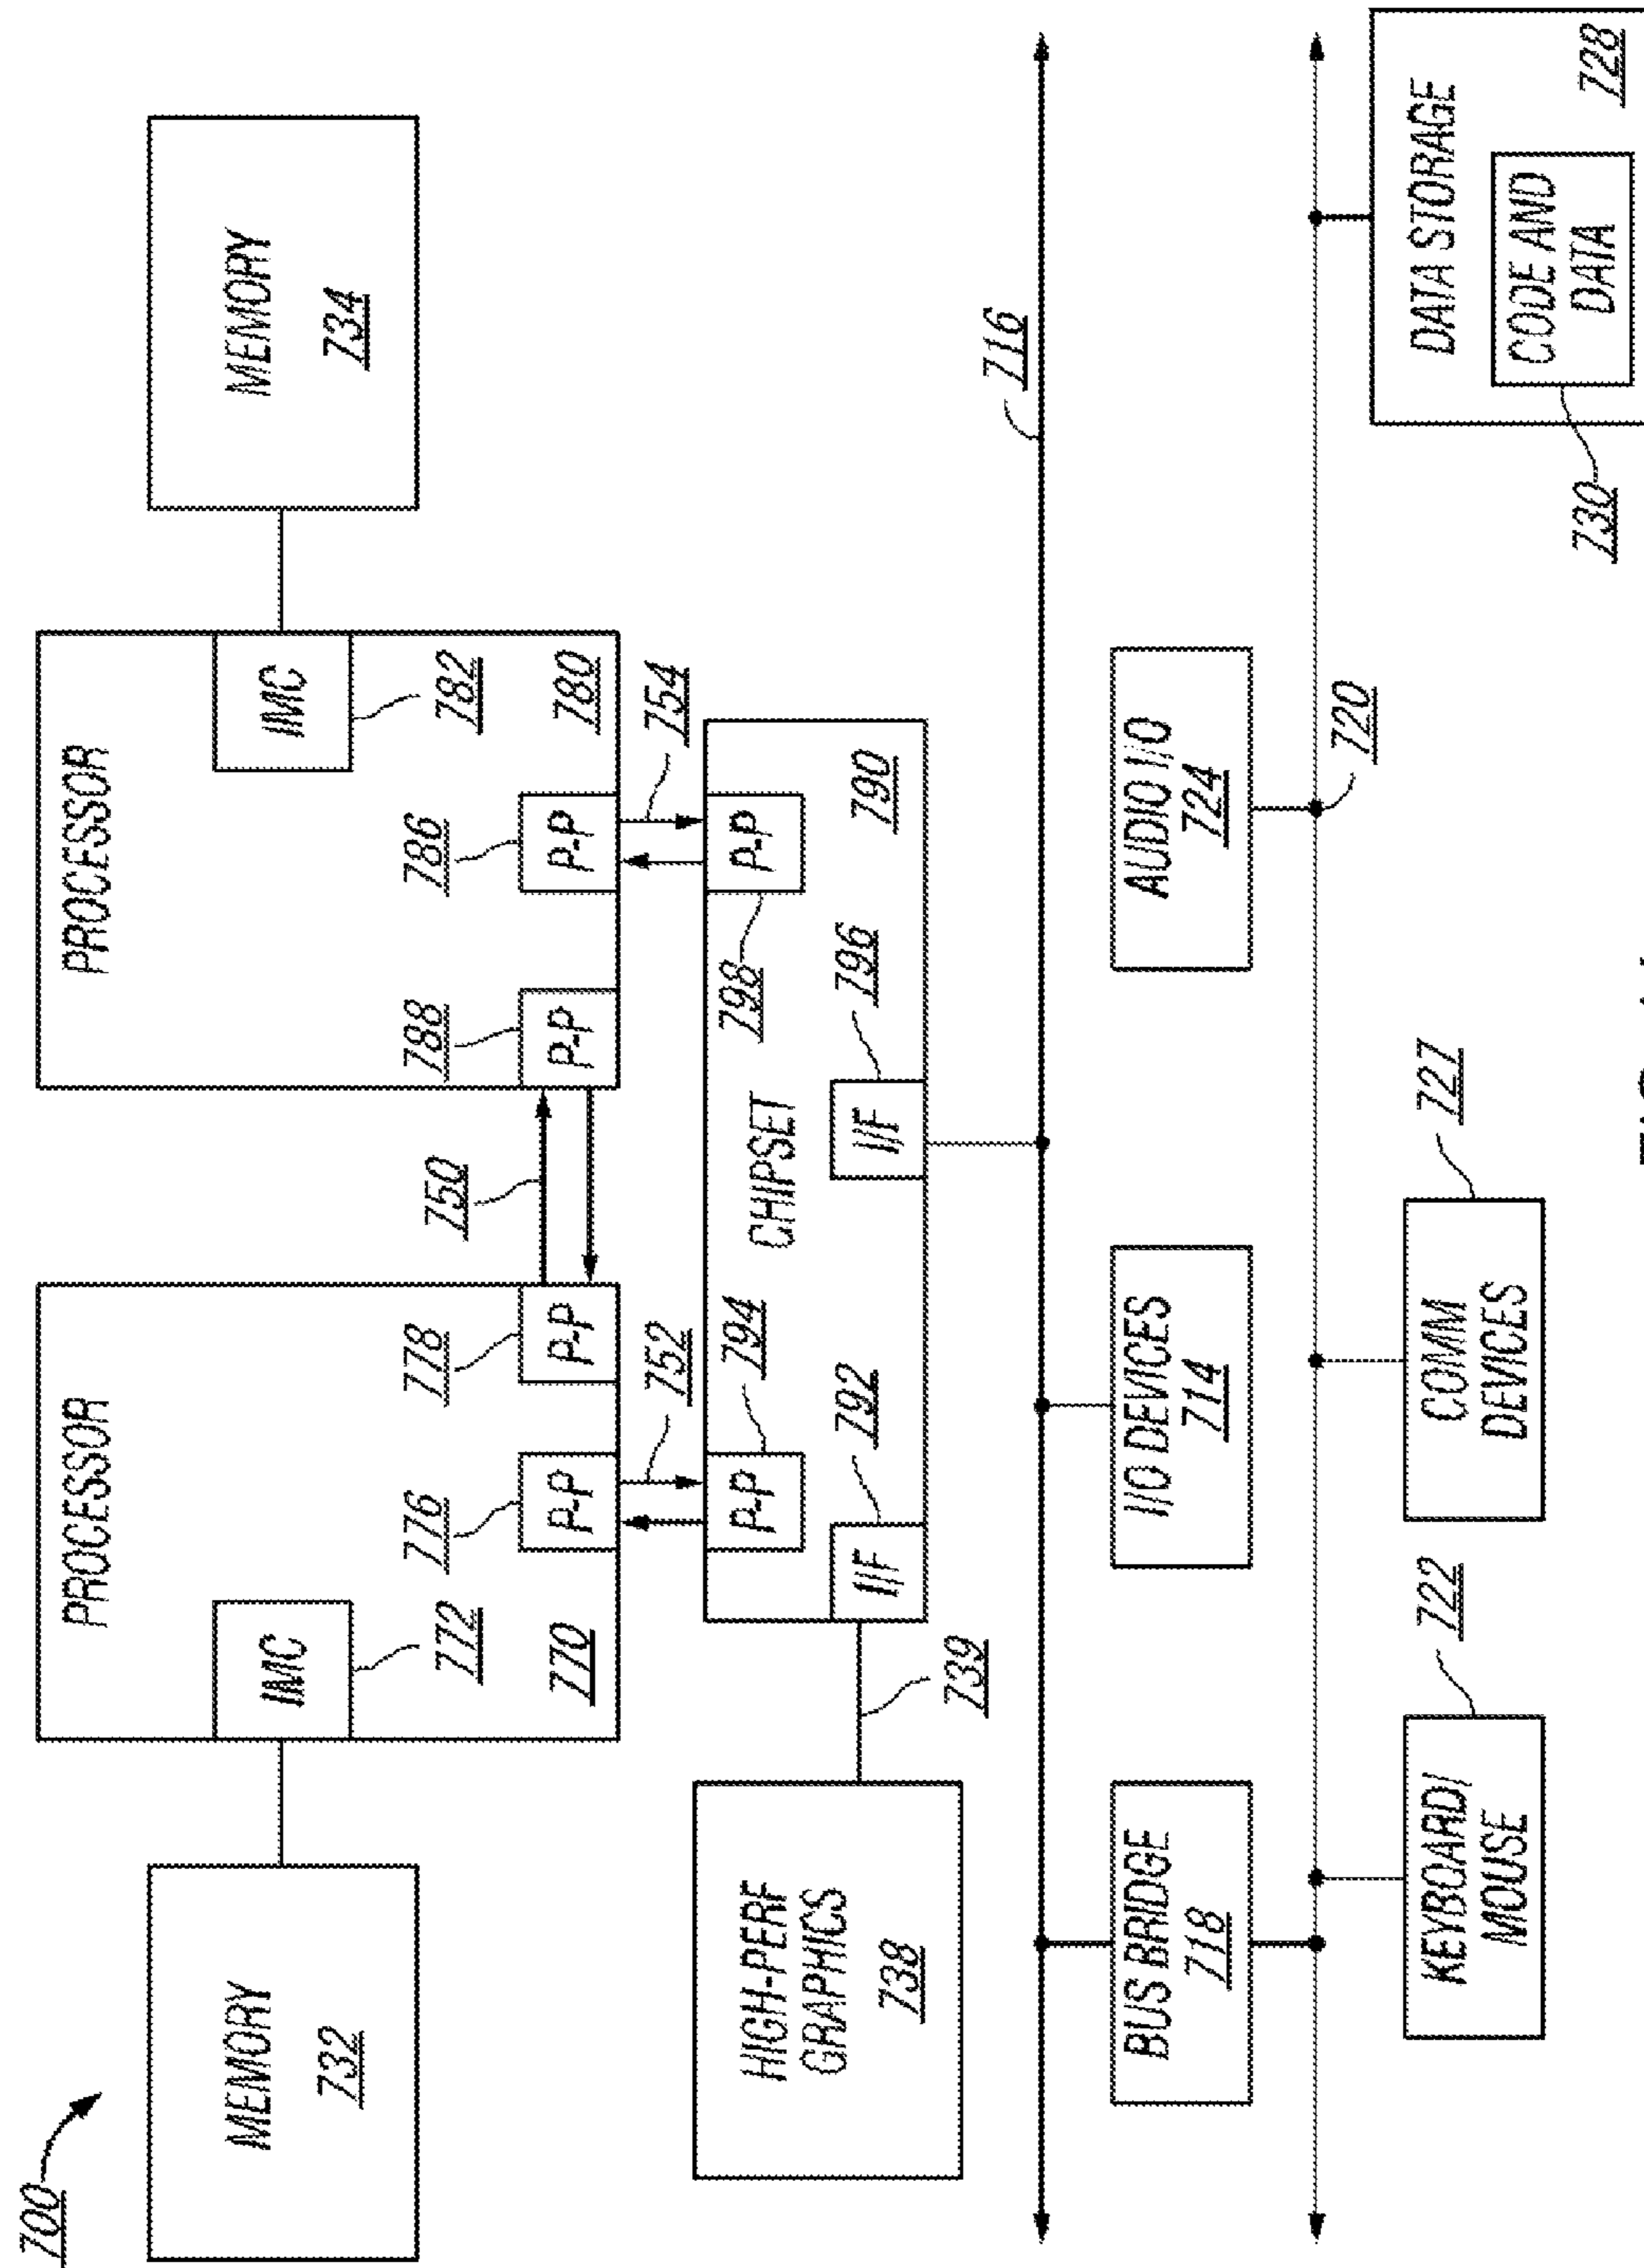 700
MEMORY
732
PROCESSOR
IMC
772
770
776
P-P
778
P-P
750
PROCESSOR
788
P-P
786
P-P
IMC
782
780
MEMORY
734
752
754
HIGH-PERF
GRAPHICS
738
739
P-P
794
I/F
792
CHIPSET
I/F
796
P-P
798
790
716
BUS BRIDGE
718
I/O DEVICES
714
AUDIO I/O
724
720
KEYBOARD/
MOUSE
722
COMM
DEVICES
727
DATA STORAGE
CODE AND
DATA
728
730